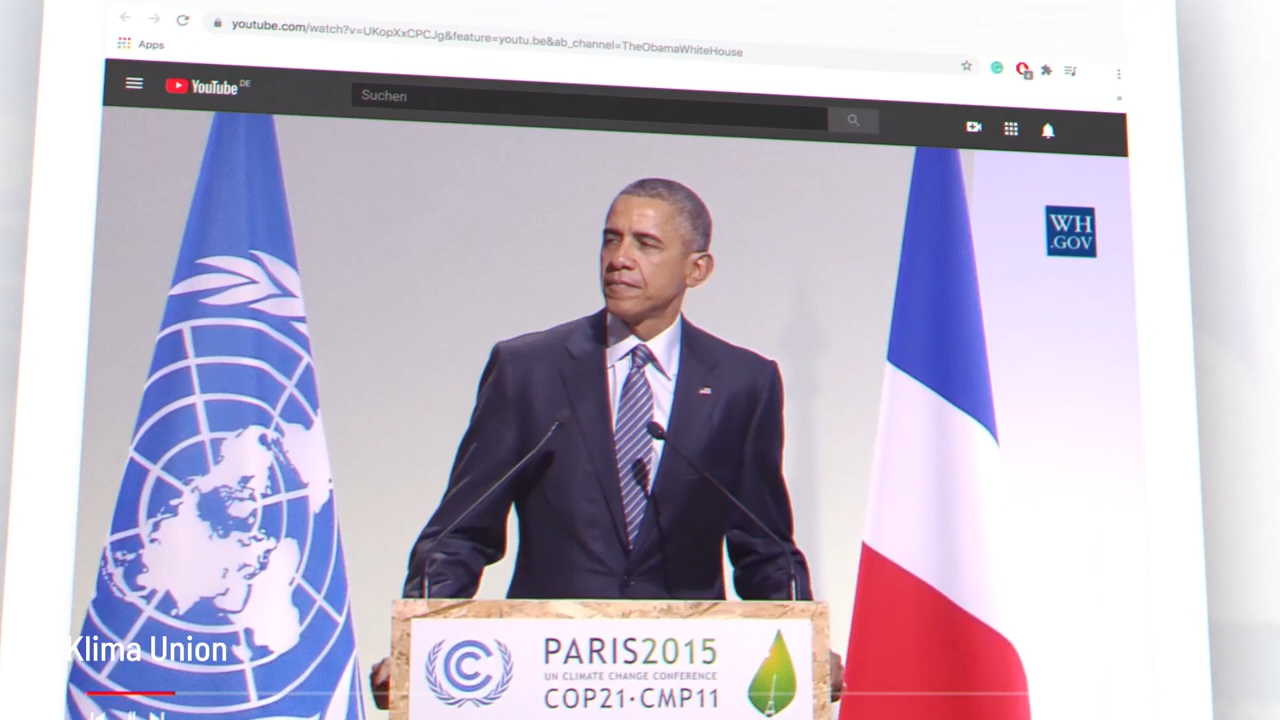 youtube.com/watch?v=UKopXxCPCJg&feature=youtu.be&ab_channel=TheObamaWhiteHouse
Apps
YouTube DE
Suchen
WH
.GOV
PARIS2015
UN CLIMATE CHANGE CONFERENCE
COP21·CMP11
Klima Union